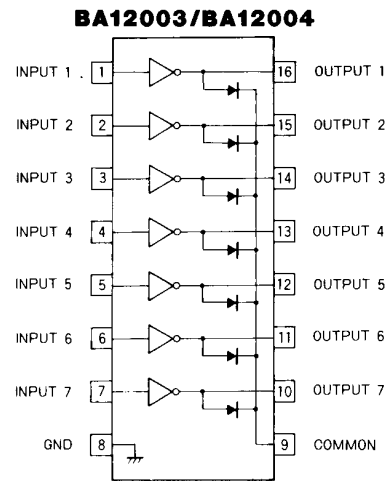 BA12003/BA12004
INPUT 1 1 16 OUTPUT 1
INPUT 2 2 15 OUTPUT 2
INPUT 3 3 14 OUTPUT 3
INPUT 4 4 13 OUTPUT 4
INPUT 5 5 12 OUTPUT 5
INPUT 6 6 11 OUTPUT 6
INPUT 7 7 10 OUTPUT 7
GND 8 9 COMMON